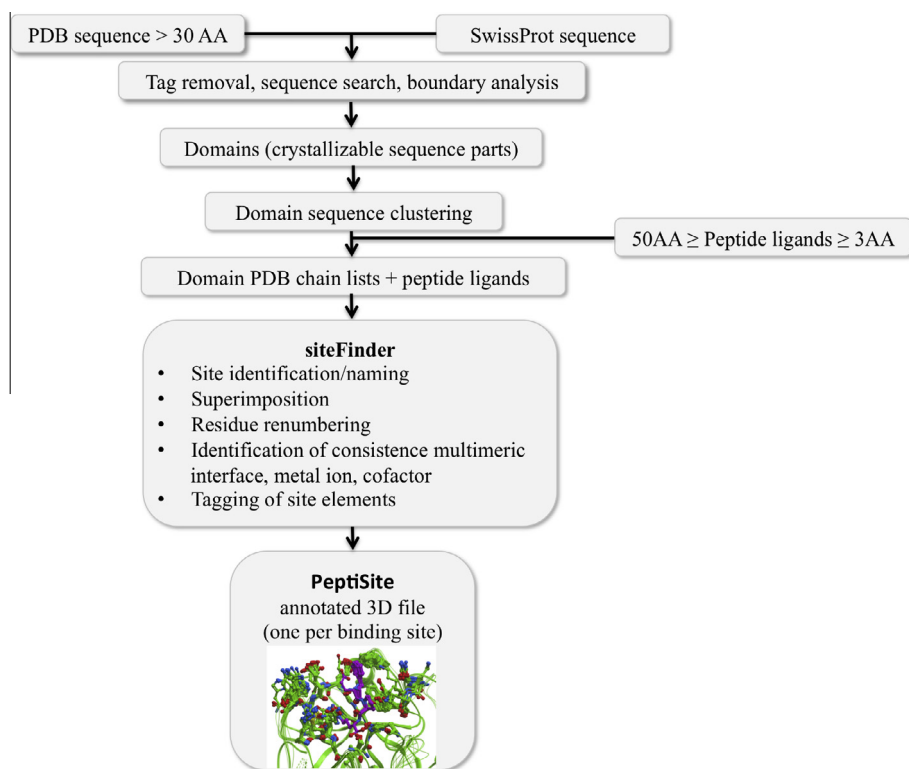 PDB sequence > 30 AA
SwissProt sequence
Tag removal, sequence search, boundary analysis
Domains (crystallizable sequence parts)
Domain sequence clustering
50AA ≥ Peptide ligands ≥ 3AA
Domain PDB chain lists + peptide ligands
siteFinder
• Site identification/naming
• Superimposition
• Residue renumbering
• Identification of consistence multimeric
interface, metal ion, cofactor
• Tagging of site elements
PeptiSite
annotated 3D file
(one per binding site)